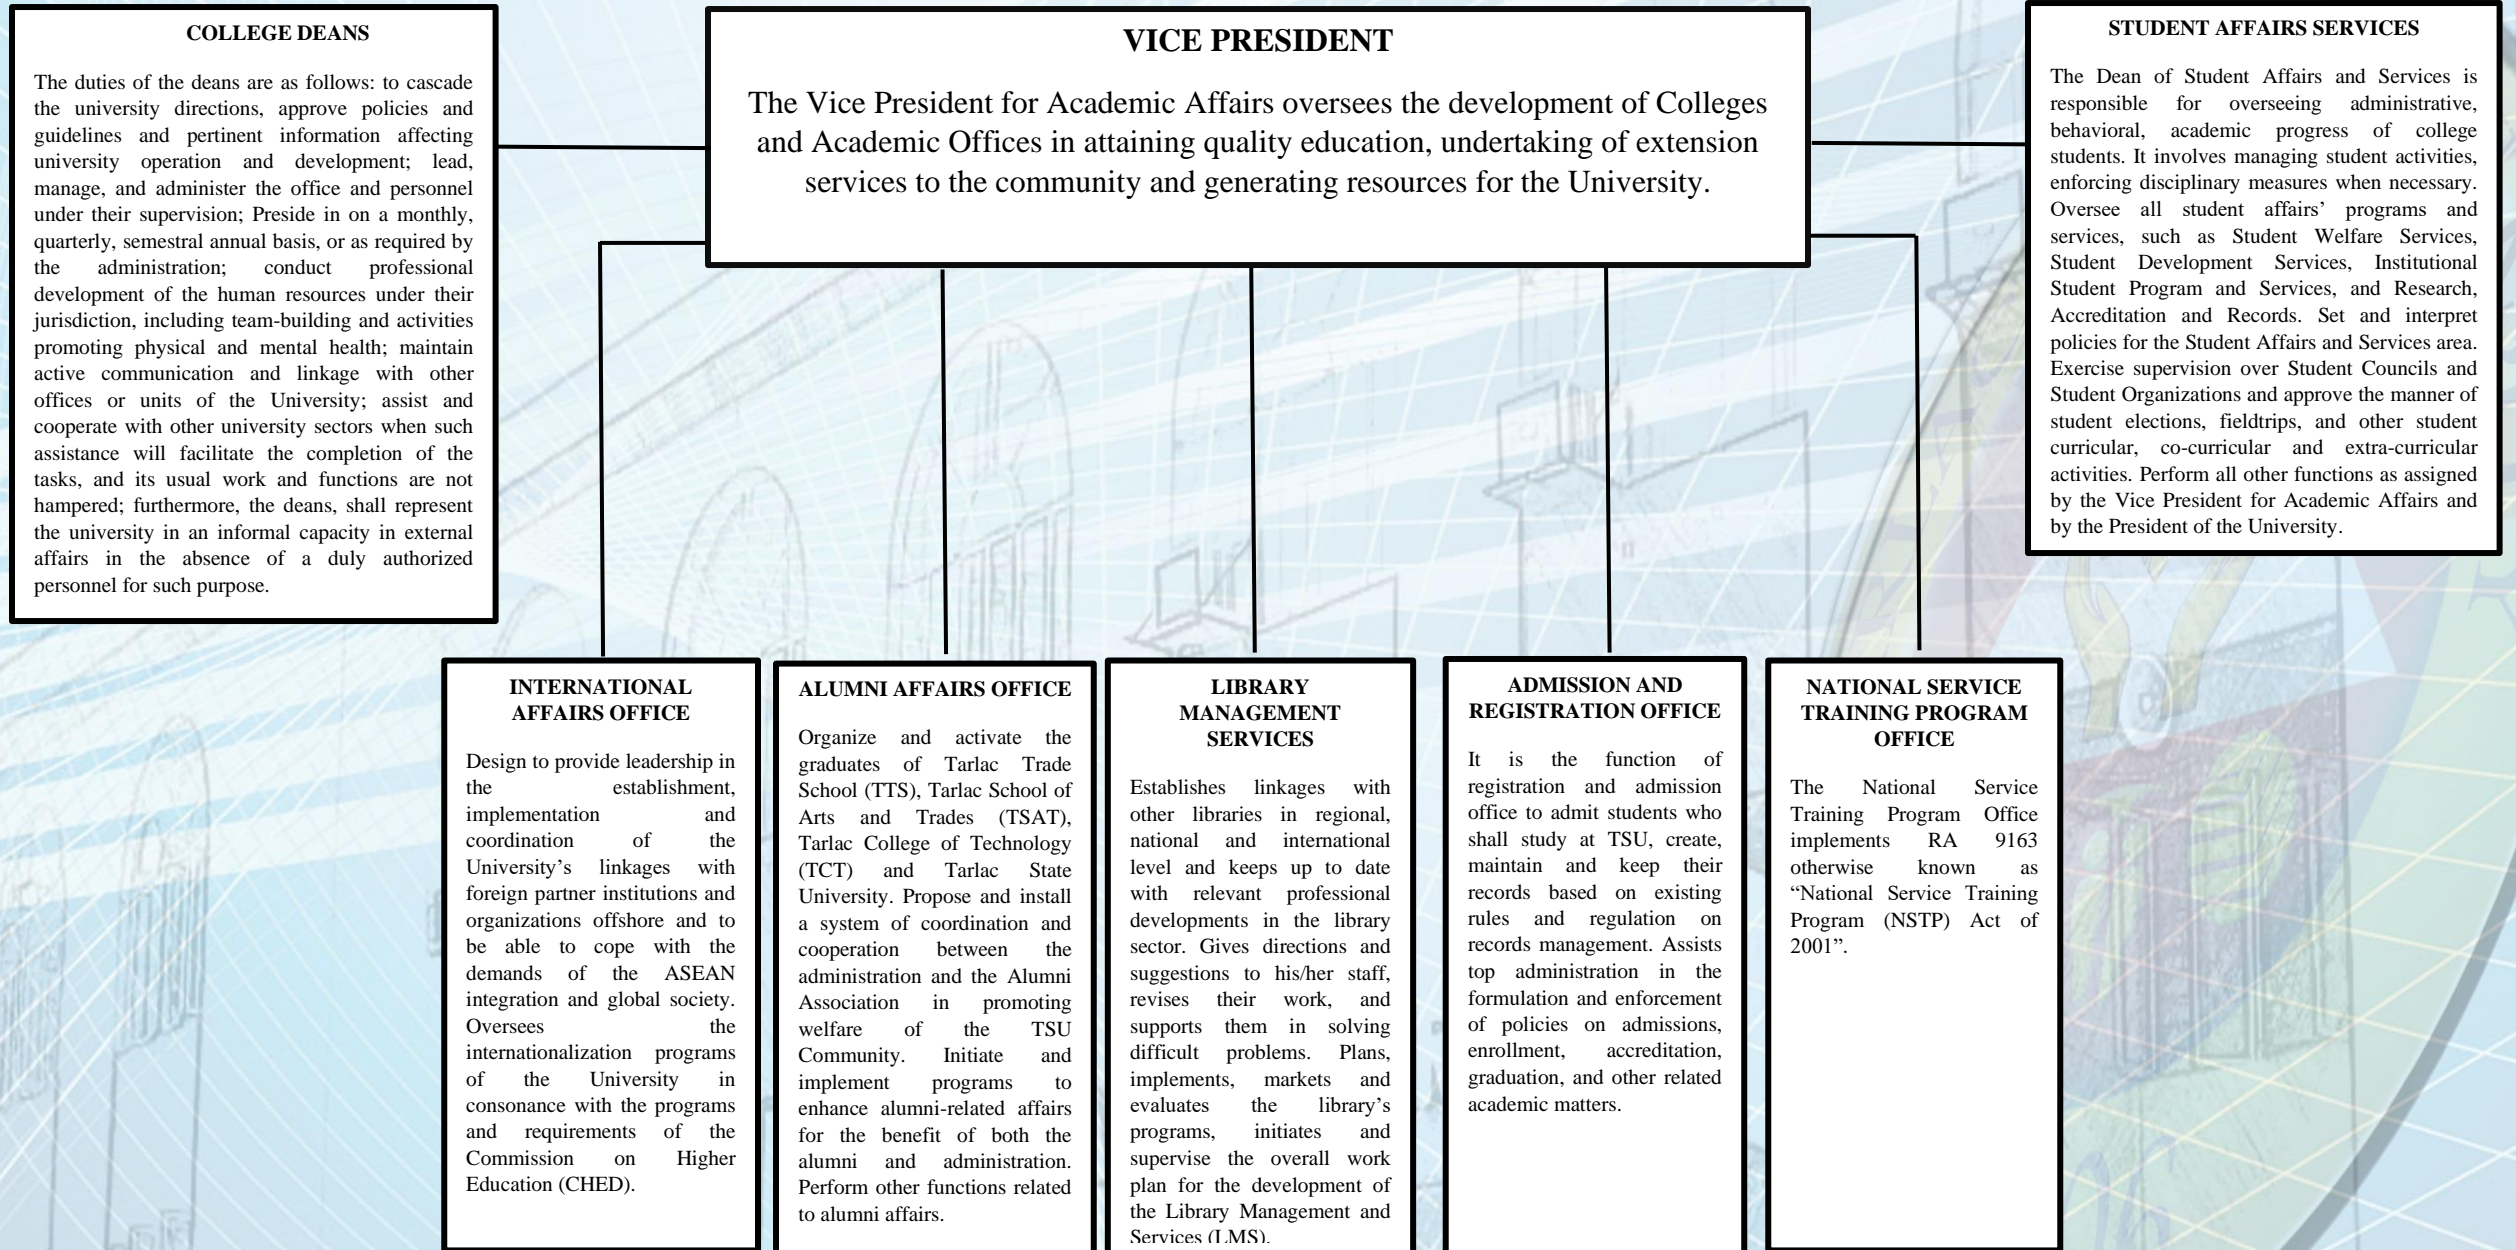 COLLEGE DEANS
The duties of the deans are as follows: to cascade
the university directions, approve policies and
guidelines and pertinent information affecting
university operation and development; lead,
manage, and administer the office and personnel
under their supervision; Preside in on a monthly,
quarterly, semestral annual basis, or as required by
the administration; conduct professional
development of the human resources under their
jurisdiction, including team-building and activities
promoting physical and mental health; maintain
active communication and linkage with other
offices or units of the University; assist and
cooperate with other university sectors when such
assistance will facilitate the completion of the
tasks, and its usual work and functions are not
hampered; furthermore, the deans, shall represent
the university in an informal capacity in external
affairs in the absence of a duly authorized
personnel for such purpose.
VICE PRESIDENT
The Vice President for Academic Affairs oversees the development of Colleges
and Academic Offices in attaining quality education, undertaking of extension
services to the community and generating resources for the University.
STUDENT AFFAIRS SERVICES
The Dean of Student Affairs and Services is
responsible for overseeing administrative,
behavioral, academic progress of college
students. It involves managing student activities,
enforcing disciplinary measures when necessary.
Oversee all student affairs’ programs and
services, such as Student Welfare Services,
Student Development Services, Institutional
Student Program and Services, and Research,
Accreditation and Records. Set and interpret
policies for the Student Affairs and Services area.
Exercise supervision over Student Councils and
Student Organizations and approve the manner of
student elections, fieldtrips, and other student
curricular, co-curricular and extra-curricular
activities. Perform all other functions as assigned
by the Vice President for Academic Affairs and
by the President of the University.
INTERNATIONAL
AFFAIRS OFFICE
Design to provide leadership in
the establishment,
implementation and
coordination of the
University’s linkages with
foreign partner institutions and
organizations offshore and to
be able to cope with the
demands of the ASEAN
integration and global society.
Oversees the
internationalization programs
of the University in
consonance with the programs
and requirements of the
Commission on Higher
Education (CHED).
ALUMNI AFFAIRS OFFICE
Organize and activate the
graduates of Tarlac Trade
School (TTS), Tarlac School of
Arts and Trades (TSAT),
Tarlac College of Technology
(TCT) and Tarlac State
University. Propose and install
a system of coordination and
cooperation between the
administration and the Alumni
Association in promoting
welfare of the TSU
Community. Initiate and
implement programs to
enhance alumni-related affairs
for the benefit of both the
alumni and administration.
Perform other functions related
to alumni affairs.
LIBRARY
MANAGEMENT
SERVICES
Establishes linkages with
other libraries in regional,
national and international
level and keeps up to date
with relevant professional
developments in the library
sector. Gives directions and
suggestions to his/her staff,
revises their work, and
supports them in solving
difficult problems. Plans,
implements, markets and
evaluates the library’s
programs, initiates and
supervise the overall work
plan for the development of
the Library Management and
Services (LMS).
ADMISSION AND
REGISTRATION OFFICE
It is the function of
registration and admission
office to admit students who
shall study at TSU, create,
maintain and keep their
records based on existing
rules and regulation on
records management. Assists
top administration in the
formulation and enforcement
of policies on admissions,
enrollment, accreditation,
graduation, and other related
academic matters.
NATIONAL SERVICE
TRAINING PROGRAM
OFFICE
The National Service
Training Program Office
implements RA 9163
otherwise known as
“National Service Training
Program (NSTP) Act of
2001”.